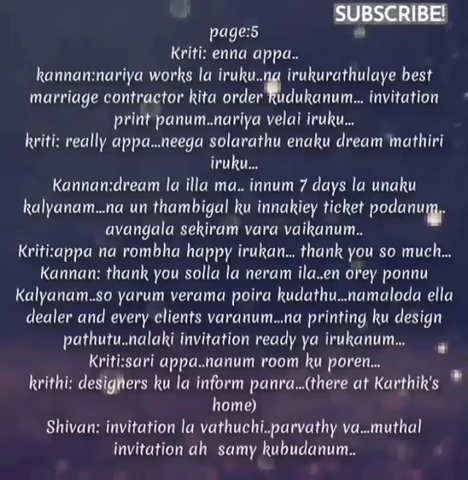 SUBSCRIBE!
page:5
Kriti: enna appa..
kannan:nariya works la iruku..na irukurathulaye best
marriage contractor kita order kudukanum... invitation
print panum..nariya velai iruku...
kriti: really appa...neega solarathu enaku dream mathiri
iruku...
Kannan:dream la illa ma.. innum 7 days la unaku
kalyanam...na un thambigal ku innakiey ticket podanum..
avangala sekiram vara vaikanum..
Kriti:appa na rombha happy irukan... thank you so much...
Kannan: thank you solla la neram ila..en orey ponnu
Kalyanam..so yarum verama poira kudathu...namaloda ella
dealer and every clients varanum...na printing ku design
pathutu..nalaki invitation ready ya irukanum...
Kriti:sari appa..nanum room ku poren...
krithi: designers ku la inform panra...(there at Karthik's
home)
Shivan: invitation la vathuchi..parvathy va...muthal
invitation ah samy kubudanum..